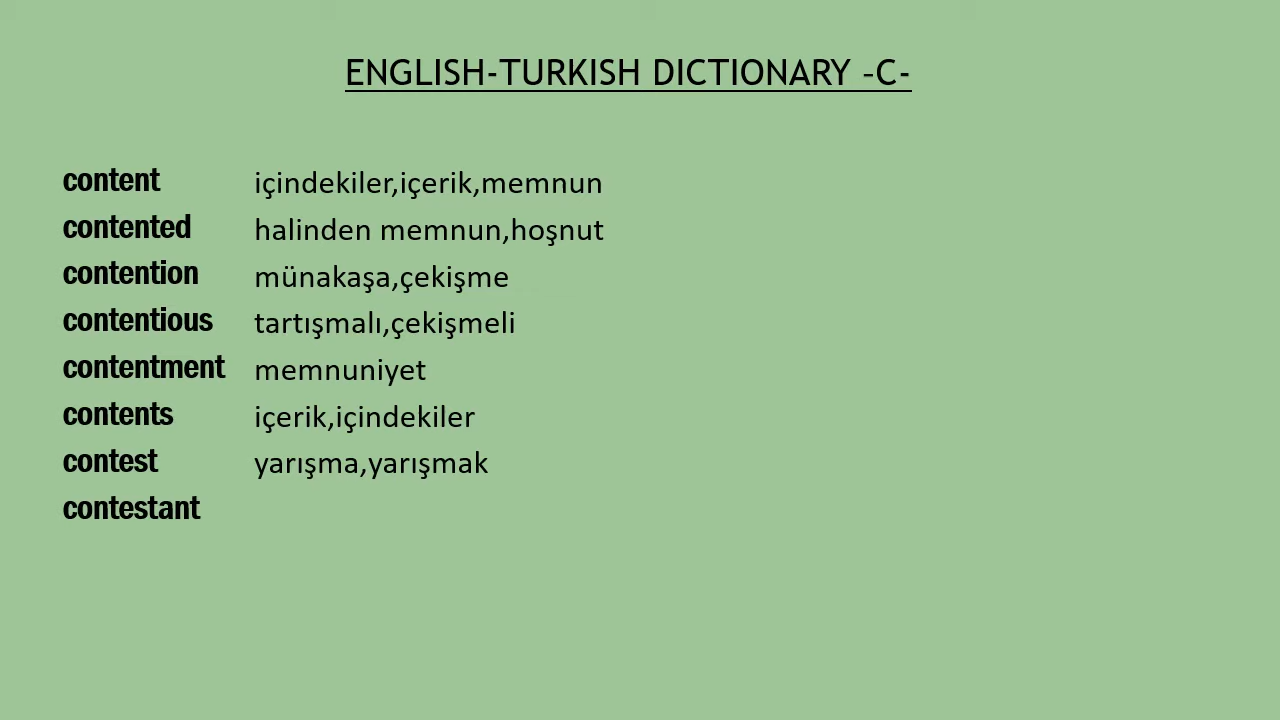 ENGLISH-TURKISH DICTIONARY –C-
content içindekiler,içerik,memnun
contented halinden memnun,hoşnut
contention münakaşa,çekişme
contentious tartışmalı,çekişmeli
contentment memnuniyet
contents içerik,içindekiler
contest yarışma,yarışmak
contestant